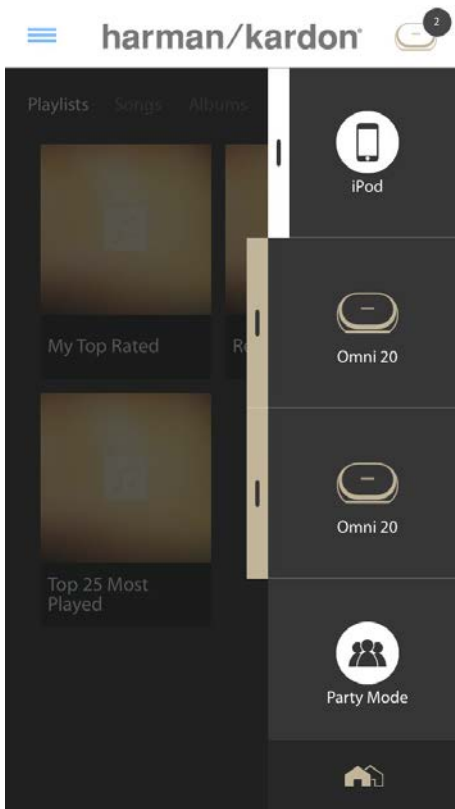 harman/kardon®
2
Playlists Songs Albums
iPod
My Top Rated
Omni 20
Omni 20
Top 25 Most
Played
Party Mode